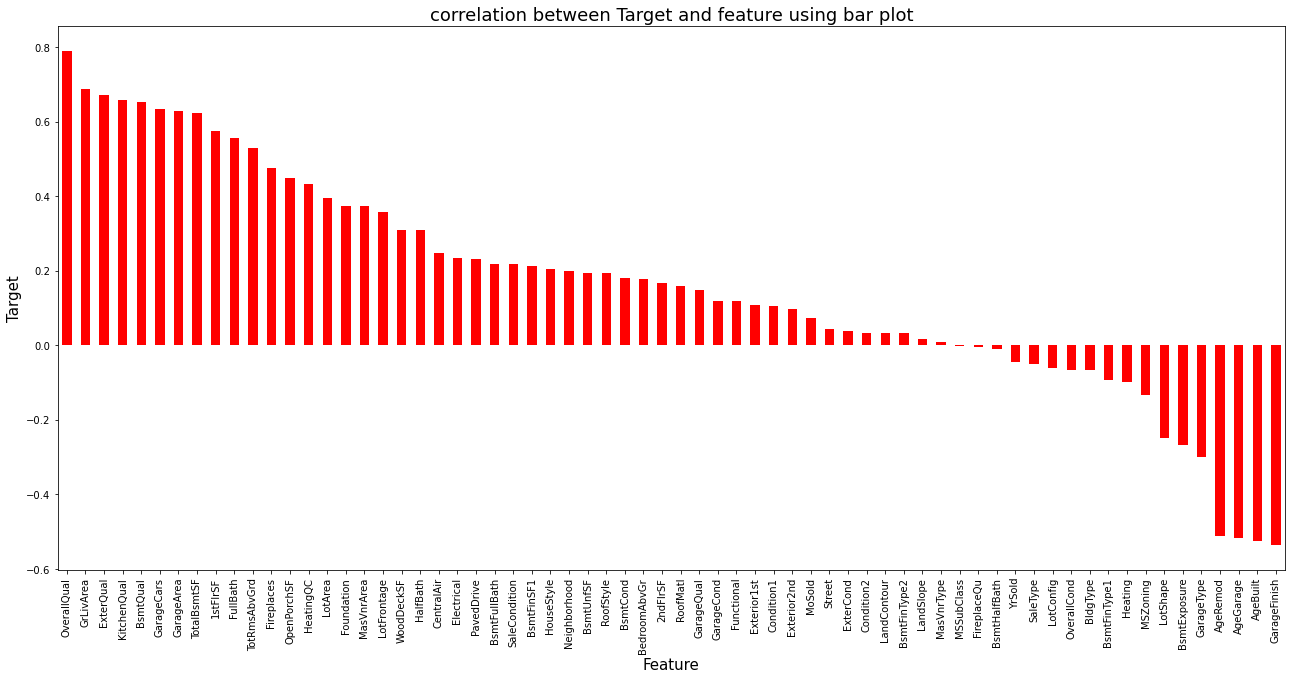 correlation between Target and feature using bar plot
Target
0.8
0.6
0.4
0.2
0.0
−0.2
−0.4
−0.6
OverallQual
GrLivArea
ExterQual
KitchenQual
BsmtQual
GarageCars
GarageArea
TotalBsmtSF
1stFlrSF
FullBath
TotRmsAbvGrd
Fireplaces
OpenPorchSF
HeatingQC
LotArea
Foundation
MasVnrArea
LotFrontage
WoodDeckSF
HalfBath
CentralAir
Electrical
PavedDrive
BsmtFullBath
SaleCondition
BsmtFinSF1
HouseStyle
Neighborhood
BsmtUnfSF
RoofStyle
BsmtCond
BedroomAbvGr
2ndFlrSF
RoofMatl
GarageQual
GarageCond
Functional
Exterior1st
Condition1
Exterior2nd
MoSold
Street
ExterCond
Condition2
LandContour
BsmtFinType2
LandSlope
MasVnrType
MSSubClass
FireplaceQu
BsmtHalfBath
YrSold
SaleType
LotConfig
OverallCond
BldgType
BsmtFinType1
Heating
MSZoning
LotShape
BsmtExposure
GarageType
AgeRemod
AgeGarage
AgeBuilt
GarageFinish
Feature